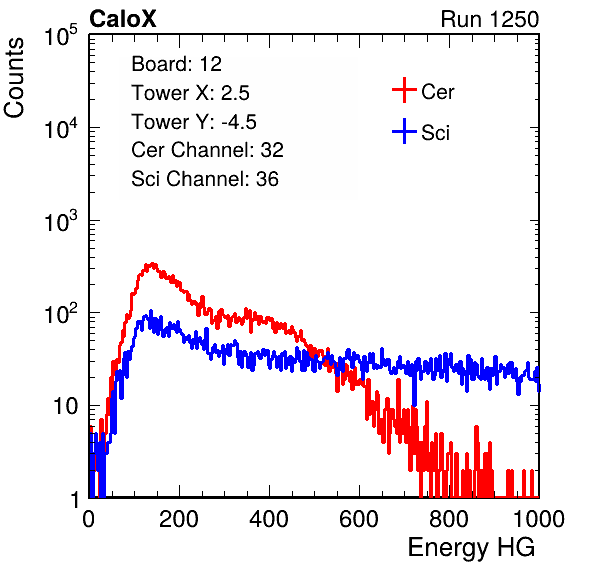 CaloX Run 1250
Counts
10^5
10^4
10^3
10^2
10
1
Board: 12
Tower X: 2.5
Tower Y: -4.5
Cer Channel: 32
Sci Channel: 36
Cer
Sci
0 200 400 600 800 1000
Energy HG